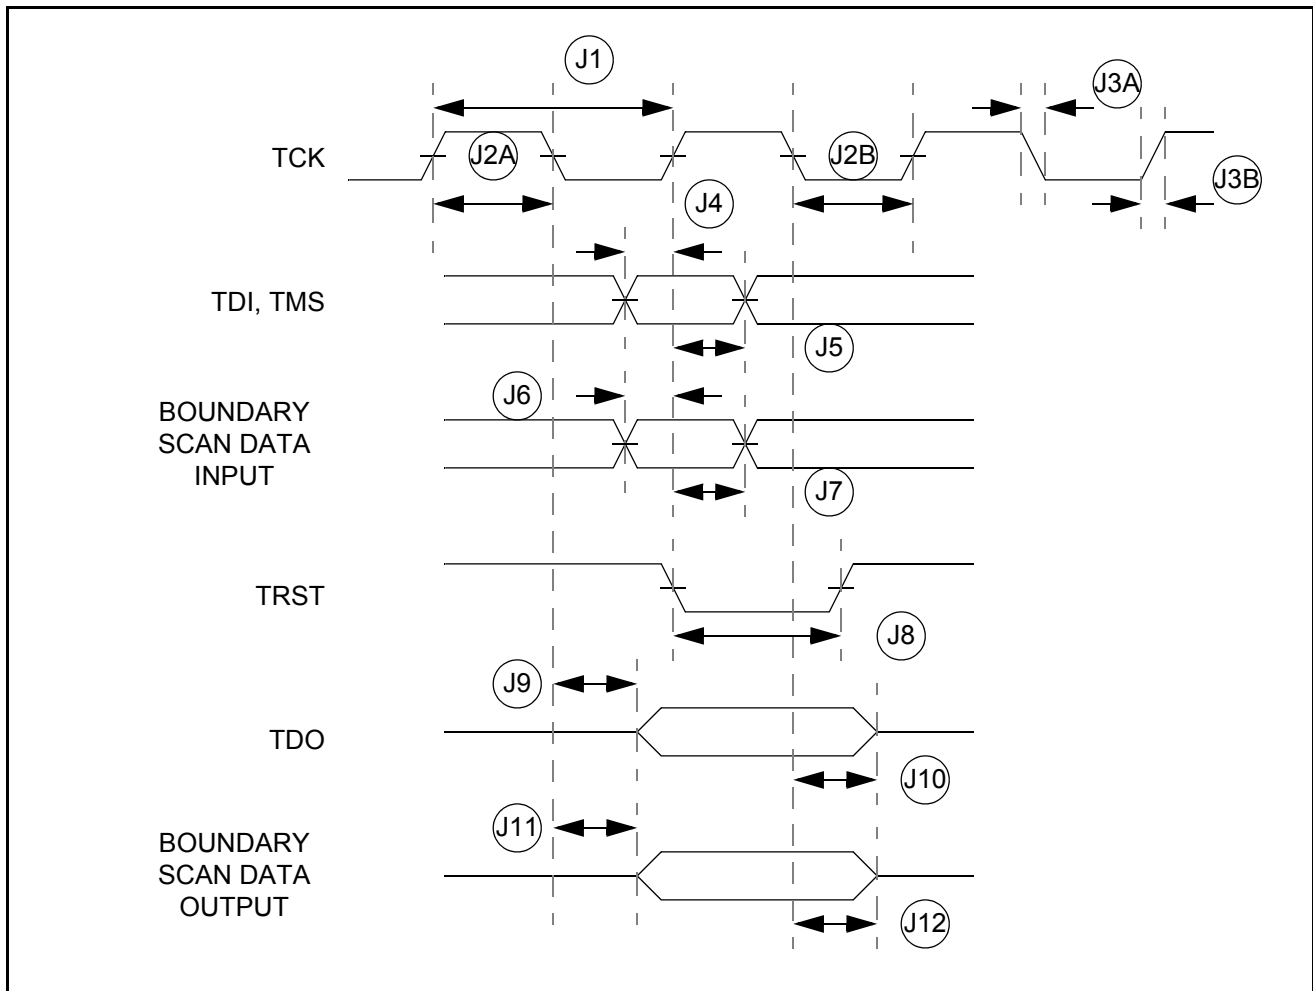 J1
J3A
TCK
J2A
J2B
J3B
J4
TDI, TMS
J5
J6
BOUNDARY
SCAN DATA
INPUT
J7
TRST
J8
J9
TDO
J10
J11
BOUNDARY
SCAN DATA
OUTPUT
J12